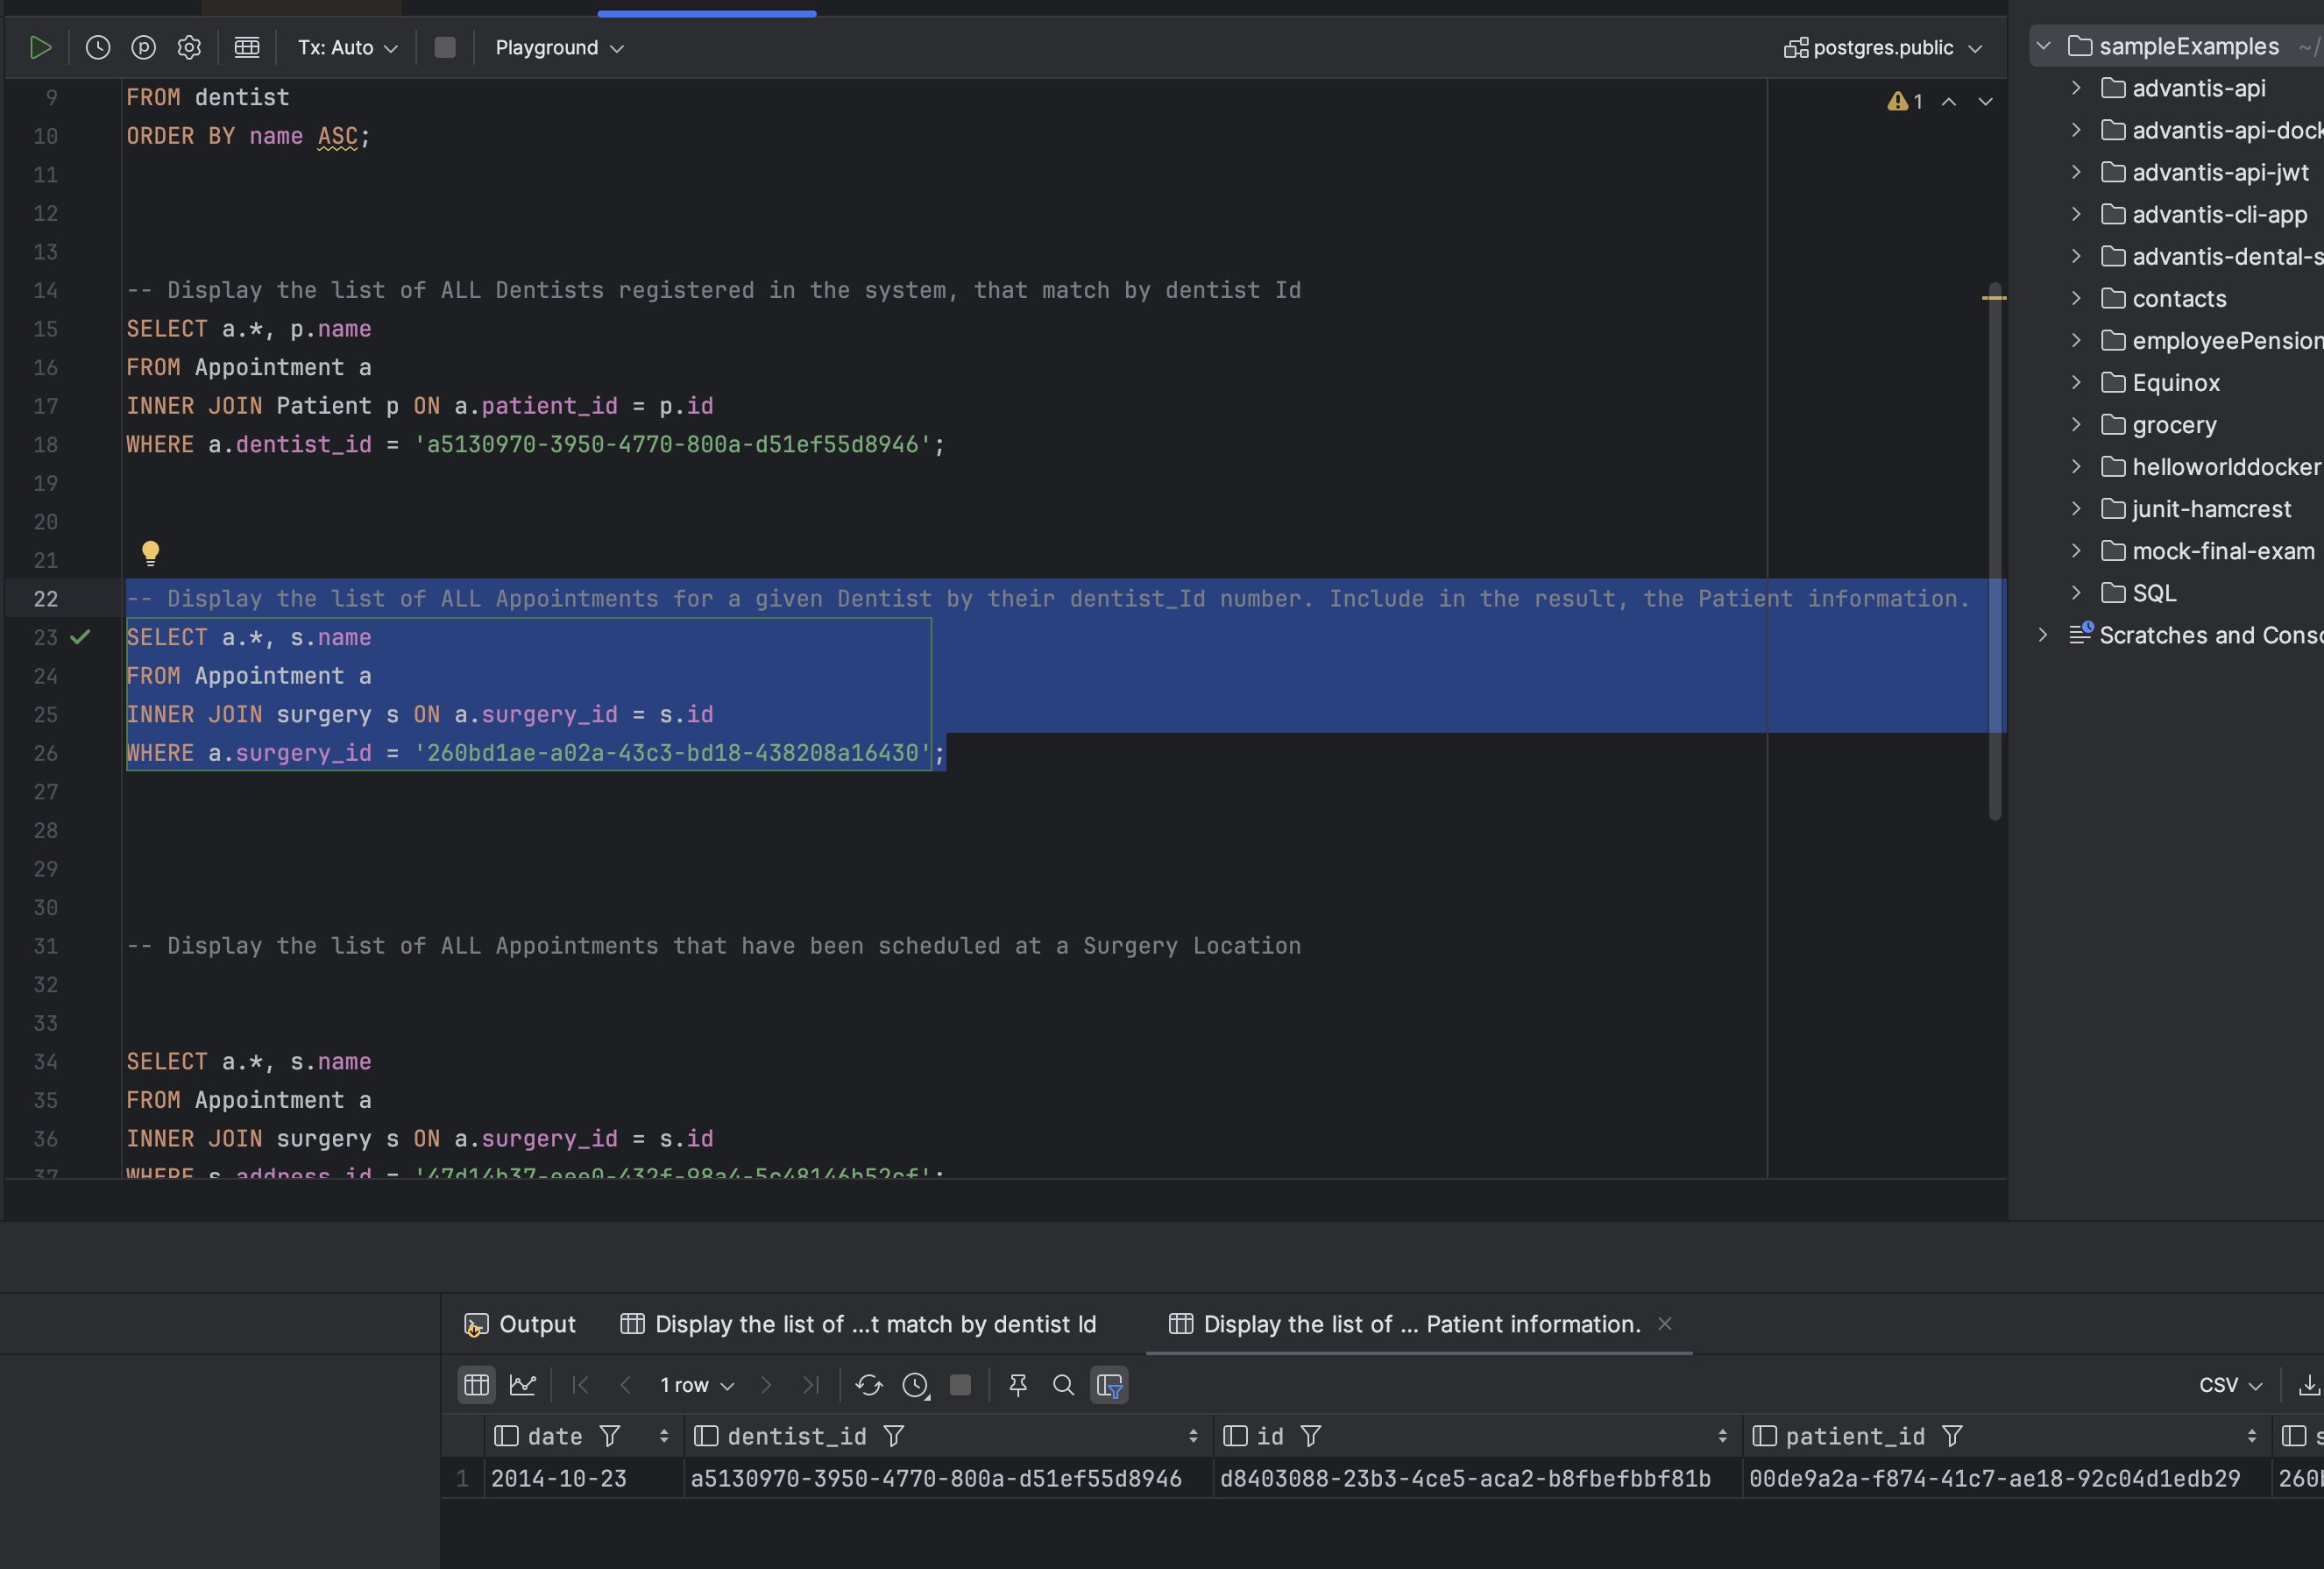 Tx: Auto
Playground
postgres.public
1
9 FROM dentist
10 ORDER BY name ASC;
11
12
13
14 -- Display the list of ALL Dentists registered in the system, that match by dentist Id
15 SELECT a.*, p.name
16 FROM Appointment a
17 INNER JOIN Patient p ON a.patient_id = p.id
18 WHERE a.dentist_id = 'a5130970-3950-4770-800a-d51ef55d8946';
19
20
21
22 -- Display the list of ALL Appointments for a given Dentist by their dentist_Id number. Include in the result, the Patient information.
23 SELECT a.*, s.name
24 FROM Appointment a
25 INNER JOIN surgery s ON a.surgery_id = s.id
26 WHERE a.surgery_id = '260bd1ae-a02a-43c3-bd18-438208a16430';
27
28
29
30
31 -- Display the list of ALL Appointments that have been scheduled at a Surgery Location
32
33
34 SELECT a.*, s.name
35 FROM Appointment a
36 INNER JOIN surgery s ON a.surgery_id = s.id
37 WHERE s.address_id =
sampleExamples ~/
advantis-api
advantis-api-dock
advantis-api-jwt
advantis-cli-app
advantis-dental-s
contacts
employeePension
Equinox
grocery
helloworlddocker
junit-hamcrest
mock-final-exam
SQL
Scratches and Conso
Output
Display the list of ...t match by dentist Id
Display the list of ... Patient information.
1 row
CSV
date dentist_id id patient_id s
1 2014-10-23 a5130970-3950-4770-800a-d51ef55d8946 d8403088-23b3-4ce5-aca2-b8fbefbbf81b 00de9a2a-f874-41c7-ae18-92c04d1edb29 260